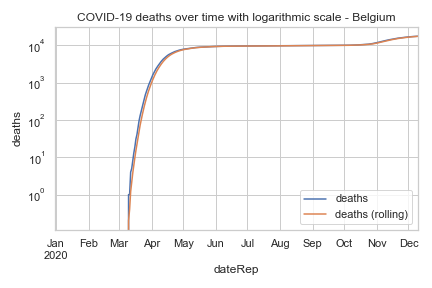 COVID-19 deaths over time with logarithmic scale - Belgium
deaths
10⁴
10³
10²
10¹
10⁰
deaths
deaths (rolling)
Jan Feb Mar Apr May Jun Jul Aug Sep Oct Nov Dec
2020
dateRep